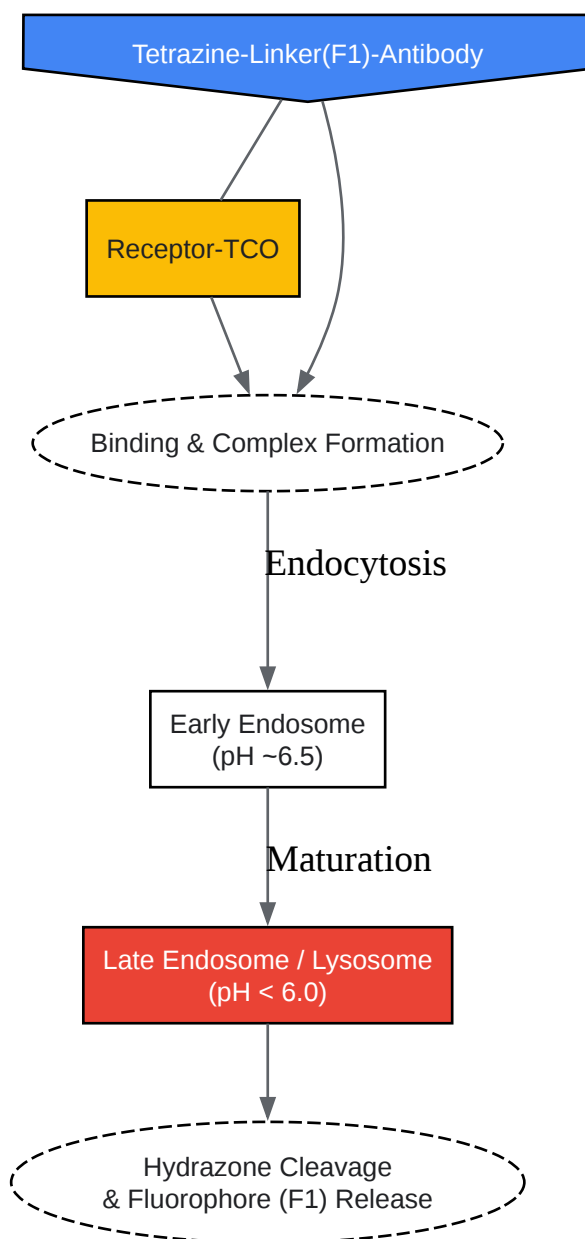 Tetrazine-Linker(F1)-Antibody
Receptor-TCO
Binding & Complex Formation
Endocytosis
Early Endosome
(pH ~6.5)
Maturation
Late Endosome / Lysosome
(pH < 6.0)
Hydrazone Cleavage
& Fluorophore (F1) Release